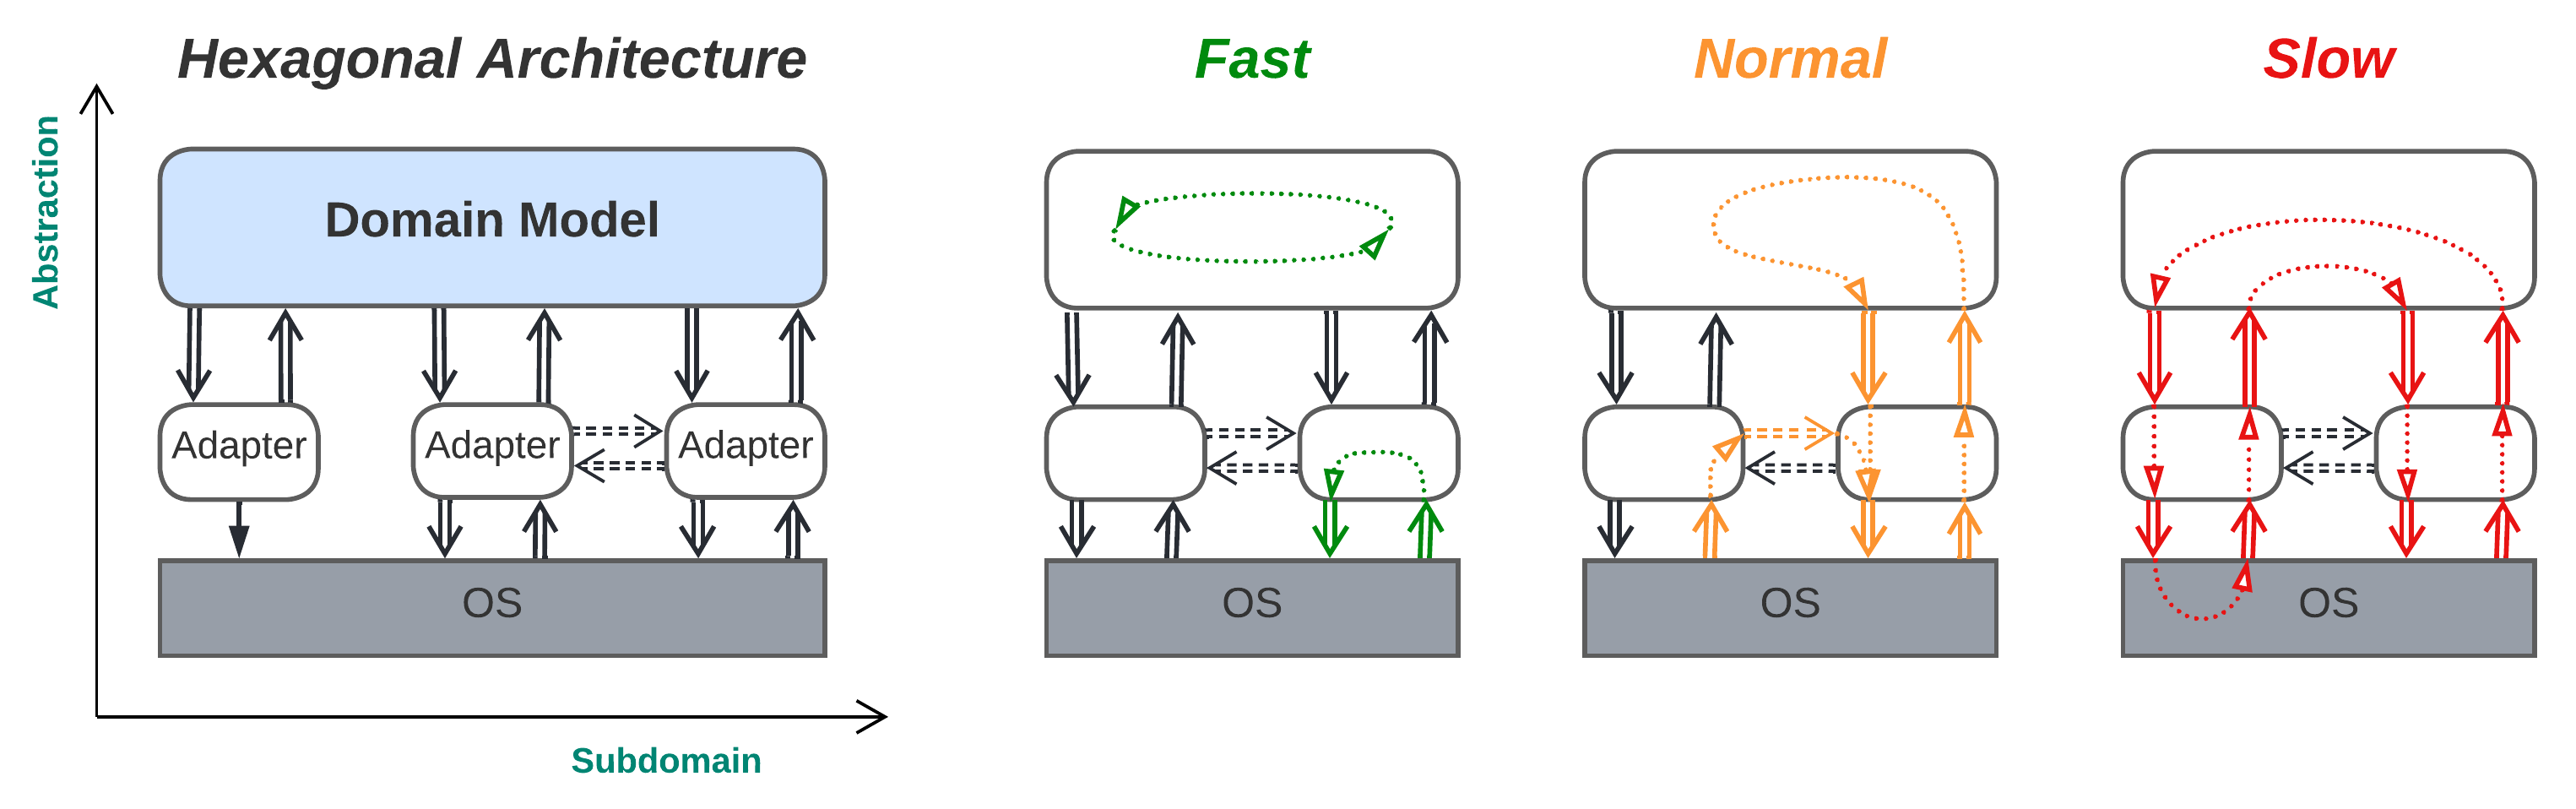 Hexagonal Architecture
Fast
Normal
Slow
Abstraction
Domain Model
Adapter
Adapter
Adapter
OS
OS
OS
OS
Subdomain